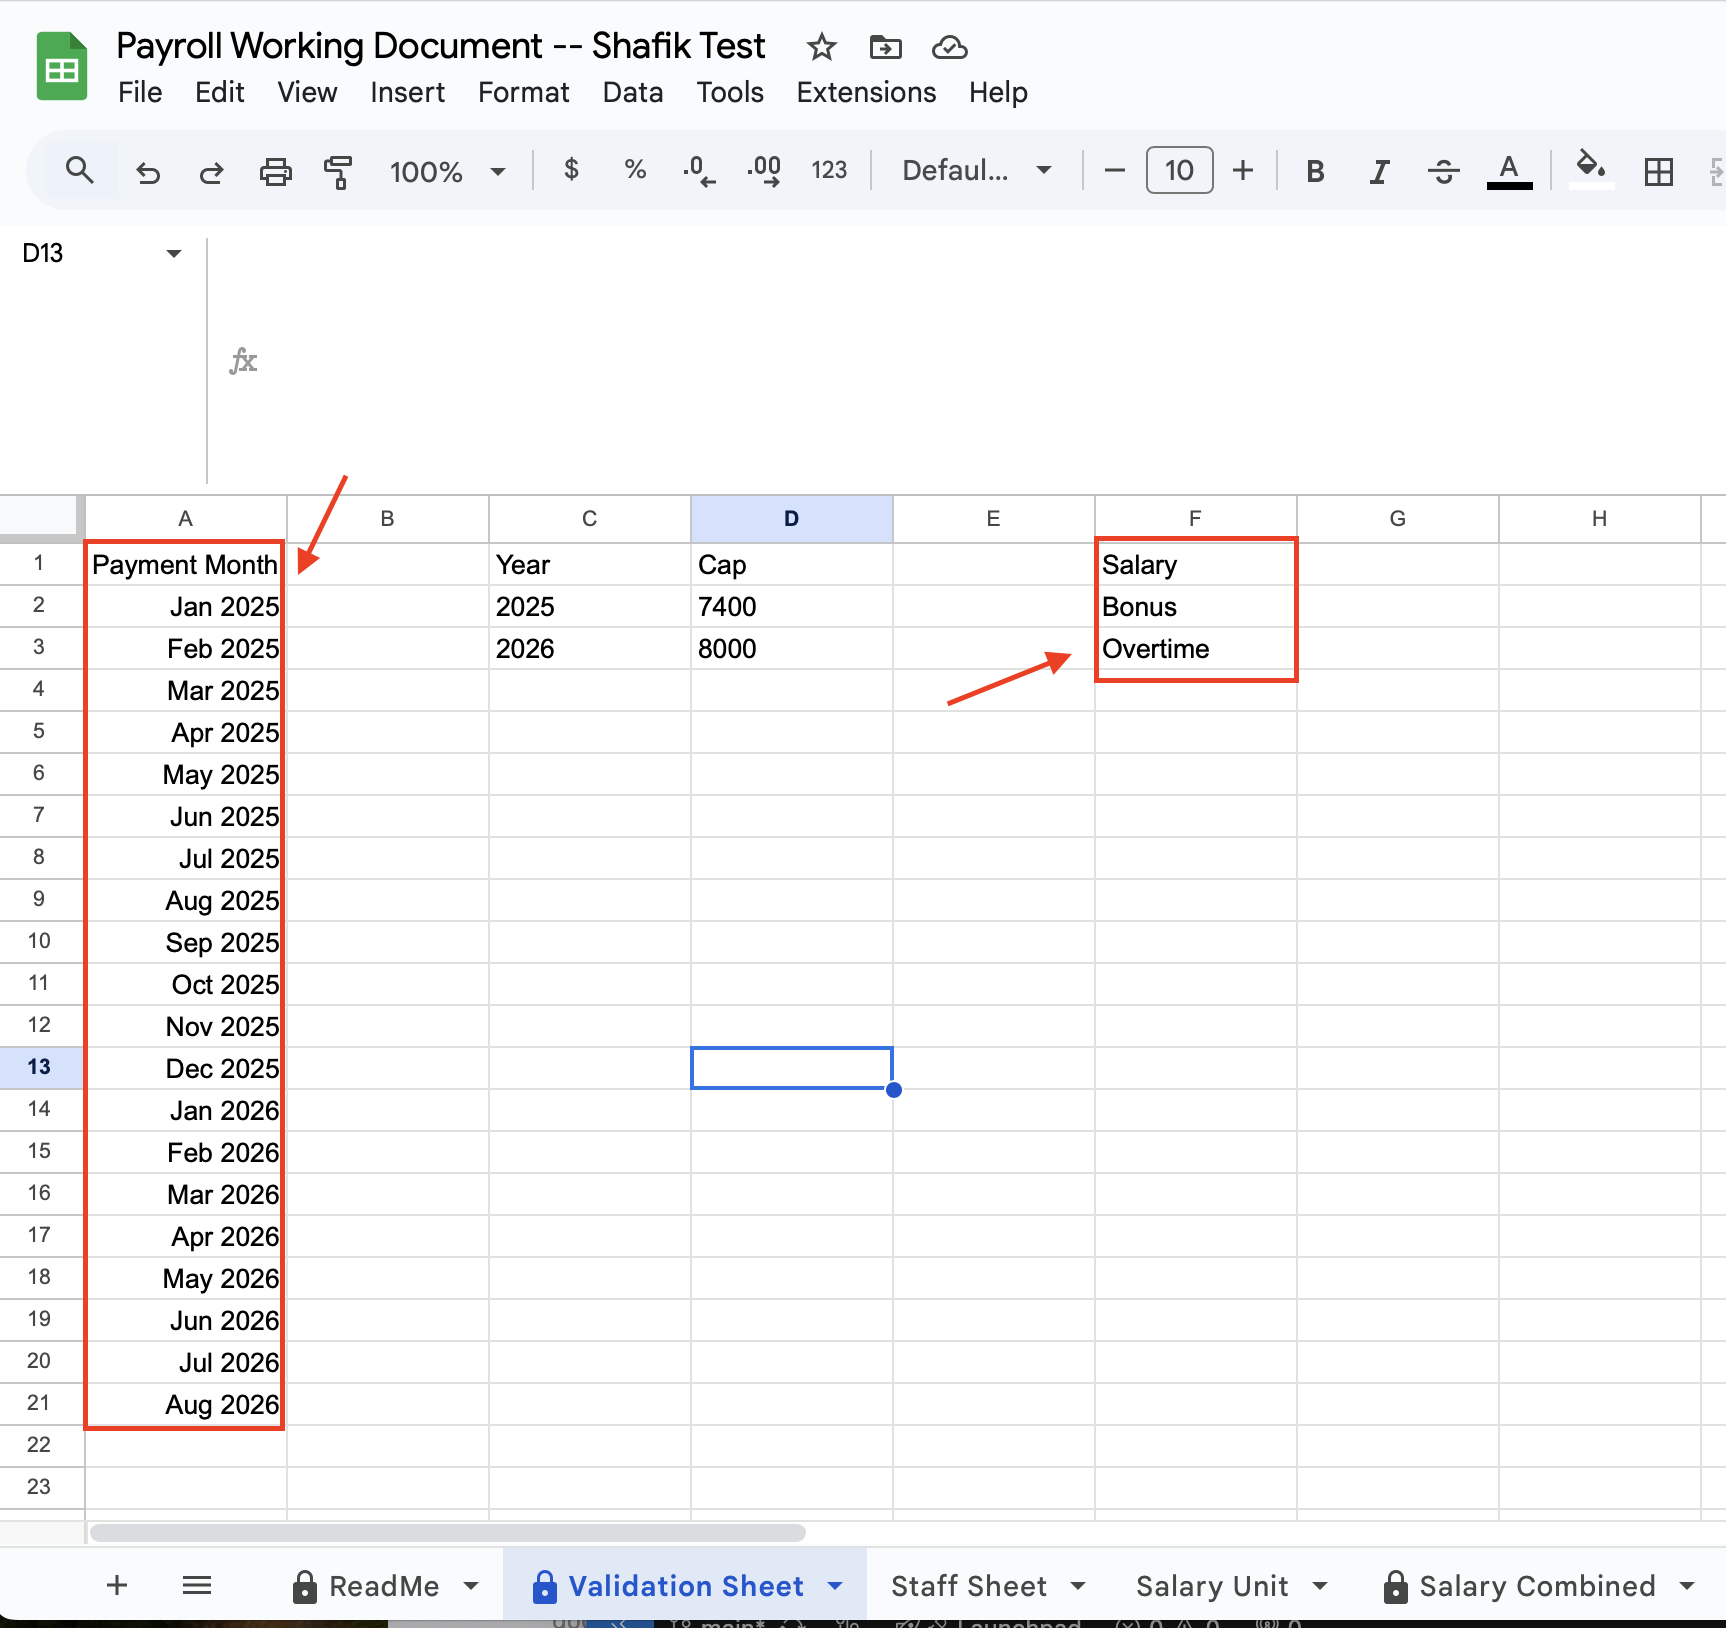 Payroll Working Document -- Shafik Test
File Edit View Insert Format Data Tools Extensions Help
100% $ % .0 .00 123 Defaul... 10 B I S A
D13
fx
A B C D E F G H
1 Payment Month Year Cap Salary
2 Jan 2025 2025 7400 Bonus
3 Feb 2025 2026 8000 Overtime
4 Mar 2025
5 Apr 2025
6 May 2025
7 Jun 2025
8 Jul 2025
9 Aug 2025
10 Sep 2025
11 Oct 2025
12 Nov 2025
13 Dec 2025
14 Jan 2026
15 Feb 2026
16 Mar 2026
17 Apr 2026
18 May 2026
19 Jun 2026
20 Jul 2026
21 Aug 2026
22
23
ReadMe Validation Sheet Staff Sheet Salary Unit Salary Combined
main* Launchpad